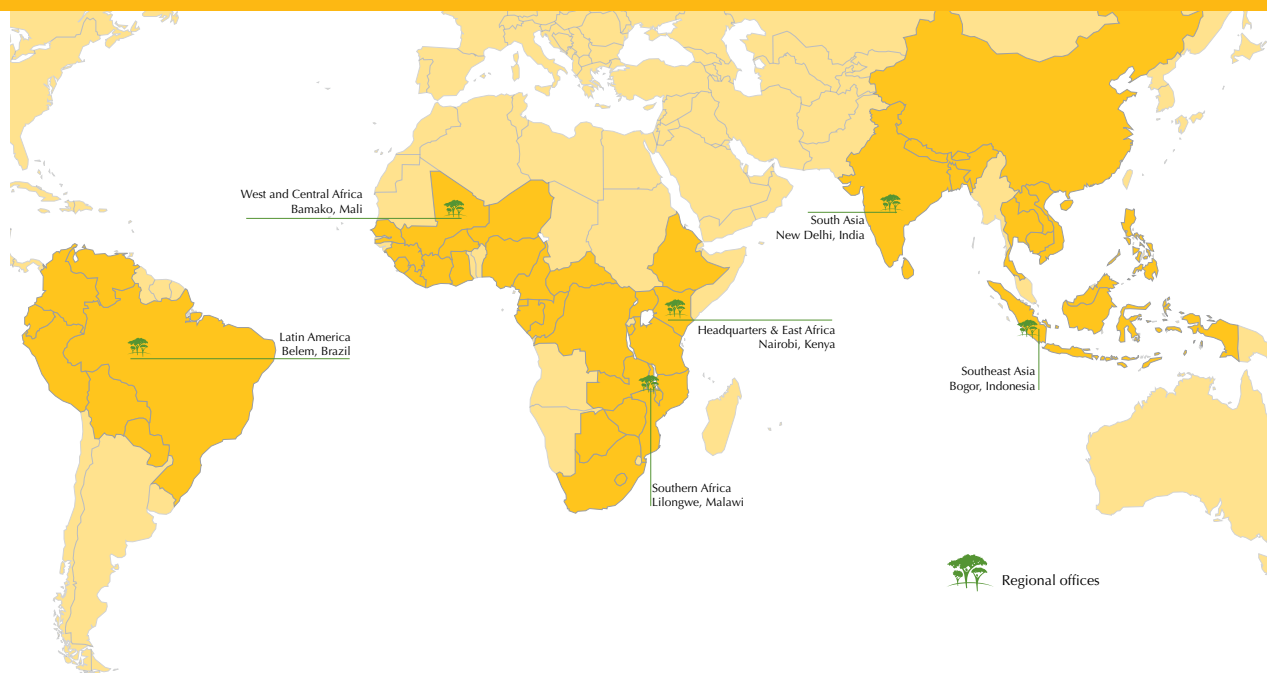 West and Central Africa
Bamako, Mali
South Asia
New Delhi, India
Headquarters & East Africa
Nairobi, Kenya
Latin America
Belem, Brazil
Southeast Asia
Bogor, Indonesia
Southern Africa
Lilongwe, Malawi
Regional offices